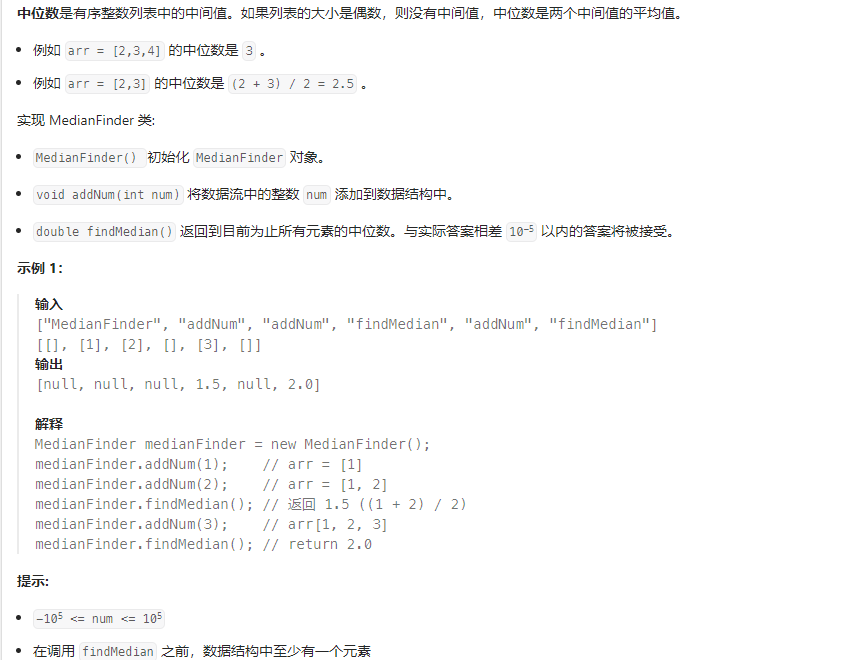 中位数是有序整数列表中的中间值。如果列表的大小是偶数，则没有中间值，中位数是两个中间值的平均值。
• 例如 arr = [2,3,4] 的中位数是 3 。
• 例如 arr = [2,3] 的中位数是 (2 + 3) / 2 = 2.5 。
实现 MedianFinder 类:
• MedianFinder() 初始化 MedianFinder 对象。
• void addNum(int num) 将数据流中的整数 num 添加到数据结构中。
• double findMedian() 返回到目前为止所有元素的中位数。与实际答案相差 10⁻⁵ 以内的答案将被接受。
示例 1：
输入
["MedianFinder", "addNum", "addNum", "findMedian", "addNum", "findMedian"]
[[], [1], [2], [], [3], []]
输出
[null, null, null, 1.5, null, 2.0]
解释
MedianFinder medianFinder = new MedianFinder();
medianFinder.addNum(1);    // arr = [1]
medianFinder.addNum(2);    // arr = [1, 2]
medianFinder.findMedian(); // 返回 1.5 ((1 + 2) / 2)
medianFinder.addNum(3);    // arr[1, 2, 3]
medianFinder.findMedian(); // return 2.0
提示:
• -10⁵ <= num <= 10⁵
• 在调用 findMedian 之前，数据结构中至少有一个元素